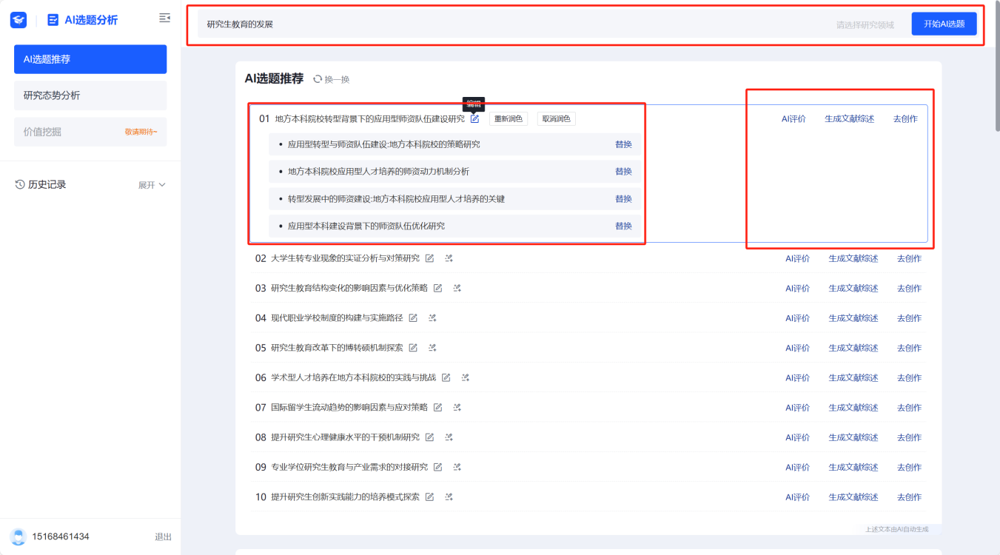 AI选题分析
研究生教育的发展
请选择研究领域
开始AI选题
AI选题推荐
研究态势分析
价值挖掘
敬请期待~
历史记录
展开
AI选题推荐
换一换
编辑
01 地方本科院校转型背景下的应用型师资队伍建设研究 重新润色 取消润色 AI评价 生成文献综述 去创作
• 应用型转型与师资队伍建设:地方本科院校的策略研究 替换
• 地方本科院校应用型人才培养的师资动力机制分析 替换
• 转型发展中的师资建设:地方本科院校应用型人才培养的关键 替换
• 应用型本科建设背景下的师资队伍优化研究 替换
02 大学生转专业现象的实证分析与对策研究 AI评价 生成文献综述 去创作
03 研究生教育结构变化的影响因素与优化策略 AI评价 生成文献综述 去创作
04 现代职业学校制度的构建与实施路径 AI评价 生成文献综述 去创作
05 研究生教育改革下的博转硕机制探索 AI评价 生成文献综述 去创作
06 学术型人才培养在地方本科院校的实践与挑战 AI评价 生成文献综述 去创作
07 国际留学生流动趋势的影响因素与应对策略 AI评价 生成文献综述 去创作
08 提升研究生心理健康水平的干预机制研究 AI评价 生成文献综述 去创作
09 专业学位研究生教育与产业需求的对接研究 AI评价 生成文献综述 去创作
10 提升研究生创新实践能力的培养模式探索 AI评价 生成文献综述 去创作
上述文本由AI自动生成
15168461434
退出